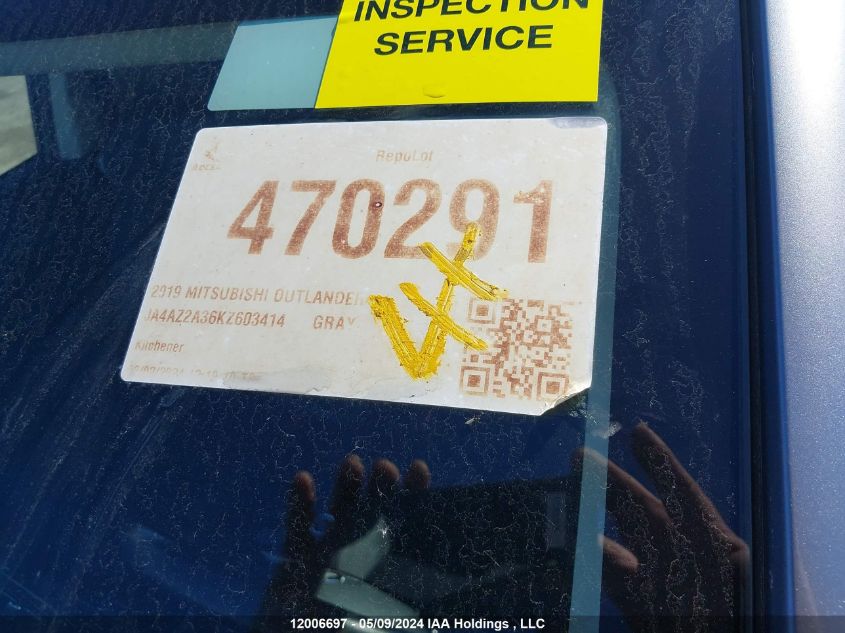 INSPECTION
SERVICE
RepoLot
470291
2019 MITSUBISHI OUTLANDER
JA4AZ2A36KZ603414 GRAY
Kitchener
12006697 - 05/09/2024 IAA Holdings , LLC